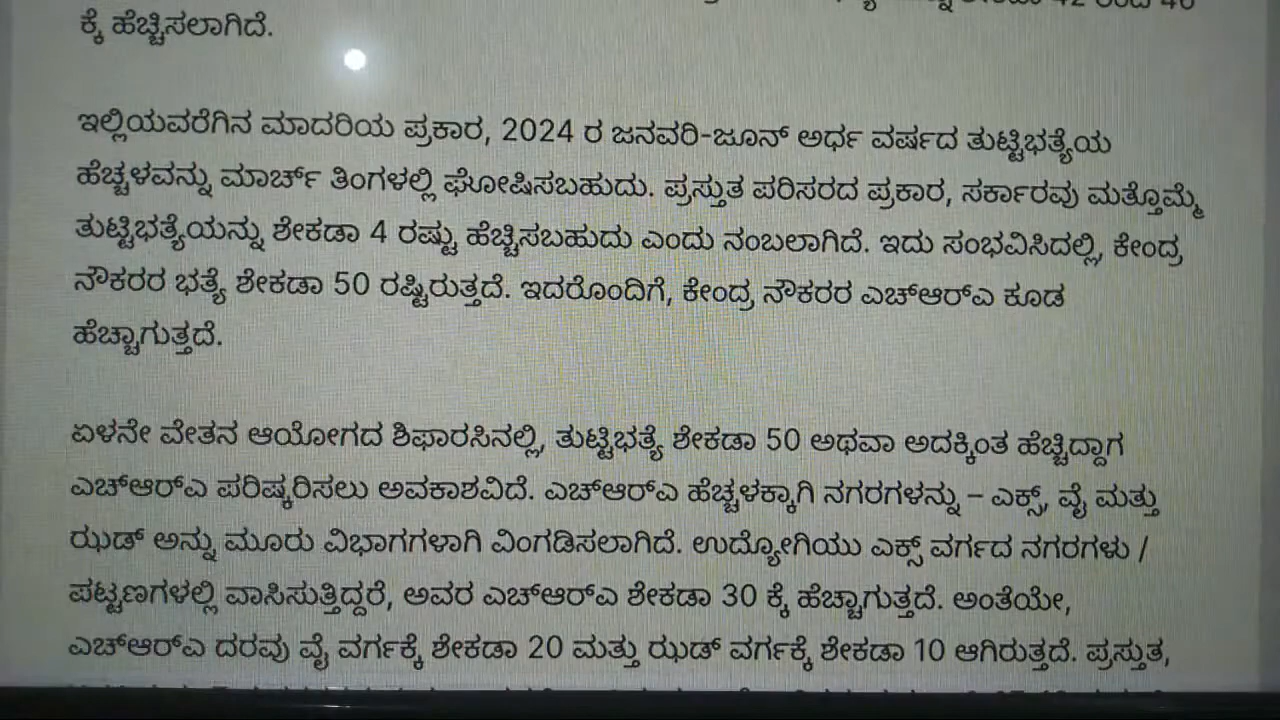 ಕ್ಕೆ ಹೆಚ್ಚಿಸಲಾಗಿದೆ.
ಇಲ್ಲಿಯವರೆಗಿನ ಮಾದರಿಯ ಪ್ರಕಾರ, 2024 ರ ಜನವರಿ-ಜೂನ್ ಅರ್ಧ ವರ್ಷದ ತುಟ್ಟಿಭತ್ಯೆಯ
ಹೆಚ್ಚಳವನ್ನು ಮಾರ್ಚ್ ತಿಂಗಳಲ್ಲಿ ಘೋಷಿಸಬಹುದು. ಪ್ರಸ್ತುತ ಪರಿಸರದ ಪ್ರಕಾರ, ಸರ್ಕಾರವು ಮತ್ತೊಮ್ಮೆ
ತುಟ್ಟಿಭತ್ಯೆಯನ್ನು ಶೇಕಡಾ 4 ರಷ್ಟು ಹೆಚ್ಚಿಸಬಹುದು ಎಂದು ನಂಬಲಾಗಿದೆ. ಇದು ಸಂಭವಿಸಿದಲ್ಲಿ, ಕೇಂದ್ರ
ನೌಕರರ ಭತ್ಯೆ ಶೇಕಡಾ 50 ರಷ್ಟಿರುತ್ತದೆ. ಇದರೊಂದಿಗೆ, ಕೇಂದ್ರ ನೌಕರರ ಎಚ್‌ಆರ್‌ಎ ಕೂಡ
ಹೆಚ್ಚಾಗುತ್ತದೆ.
ಏಳನೇ ವೇತನ ಆಯೋಗದ ಶಿಫಾರಸಿನಲ್ಲಿ, ತುಟ್ಟಿಭತ್ಯೆ ಶೇಕಡಾ 50 ಅಥವಾ ಅದಕ್ಕಿಂತ ಹೆಚ್ಚಿದ್ದಾಗ
ಎಚ್‌ಆರ್‌ಎ ಪರಿಷ್ಕರಿಸಲು ಅವಕಾಶವಿದೆ. ಎಚ್‌ಆರ್‌ಎ ಹೆಚ್ಚಳಕ್ಕಾಗಿ ನಗರಗಳನ್ನು – ಎಕ್ಸ್, ವೈ ಮತ್ತು
ಝಡ್ ಅನ್ನು ಮೂರು ವಿಭಾಗಗಳಾಗಿ ವಿಂಗಡಿಸಲಾಗಿದೆ. ಉದ್ಯೋಗಿಯು ಎಕ್ಸ್ ವರ್ಗದ ನಗರಗಳು /
ಪಟ್ಟಣಗಳಲ್ಲಿ ವಾಸಿಸುತ್ತಿದ್ದರೆ, ಅವರ ಎಚ್‌ಆರ್‌ಎ ಶೇಕಡಾ 30 ಕ್ಕೆ ಹೆಚ್ಚಾಗುತ್ತದೆ. ಅಂತೆಯೇ,
ಎಚ್‌ಆರ್‌ಎ ದರವು ವೈ ವರ್ಗಕ್ಕೆ ಶೇಕಡಾ 20 ಮತ್ತು ಝಡ್ ವರ್ಗಕ್ಕೆ ಶೇಕಡಾ 10 ಆಗಿರುತ್ತದೆ. ಪ್ರಸ್ತುತ,